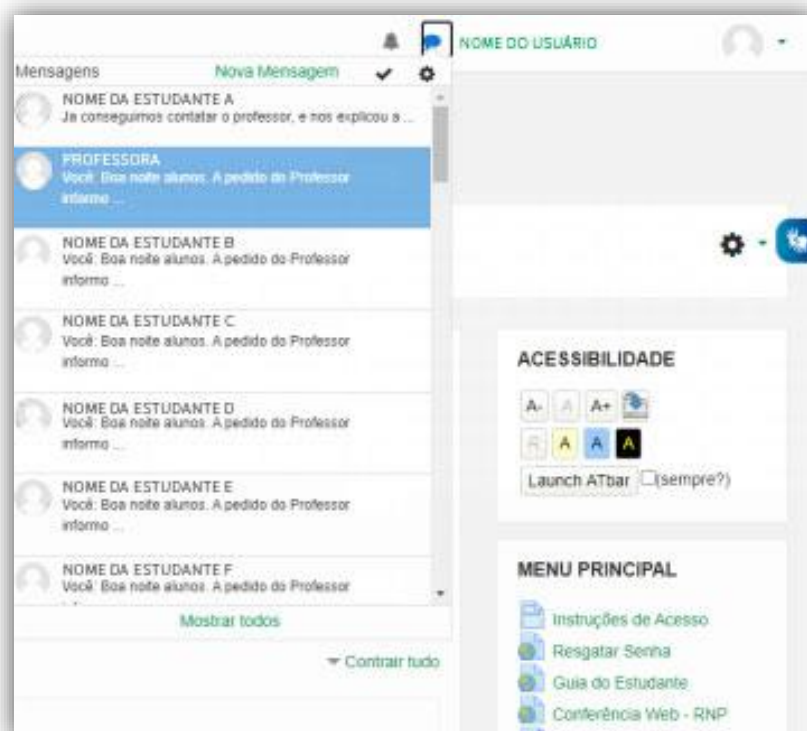 NOME DO USUÁRIO
Mensagens Nova Mensagem
NOME DA ESTUDANTE A
Ja conseguimos contatar o professor, e nos explicou a ...
PROFESSORA
Você: Boa noite alunos. A pedido do Professor
informo ...
NOME DA ESTUDANTE B
Você: Boa noite alunos. A pedido do Professor
informo ...
NOME DA ESTUDANTE C
Você: Boa noite alunos. A pedido do Professor
informo ...
NOME DA ESTUDANTE D
Você: Boa noite alunos. A pedido do Professor
informo ...
NOME DA ESTUDANTE E
Você: Boa noite alunos. A pedido do Professor
informo ...
NOME DA ESTUDANTE F
Você: Boa noite alunos. A pedido do Professor
Mostrar todos
Contrair tudo
ACESSIBILIDADE
A- A A+
R A A A
Launch ATbar (sempre?)
MENU PRINCIPAL
Instruções de Acesso
Resgatar Senha
Guia do Estudante
Conferência Web - RNP